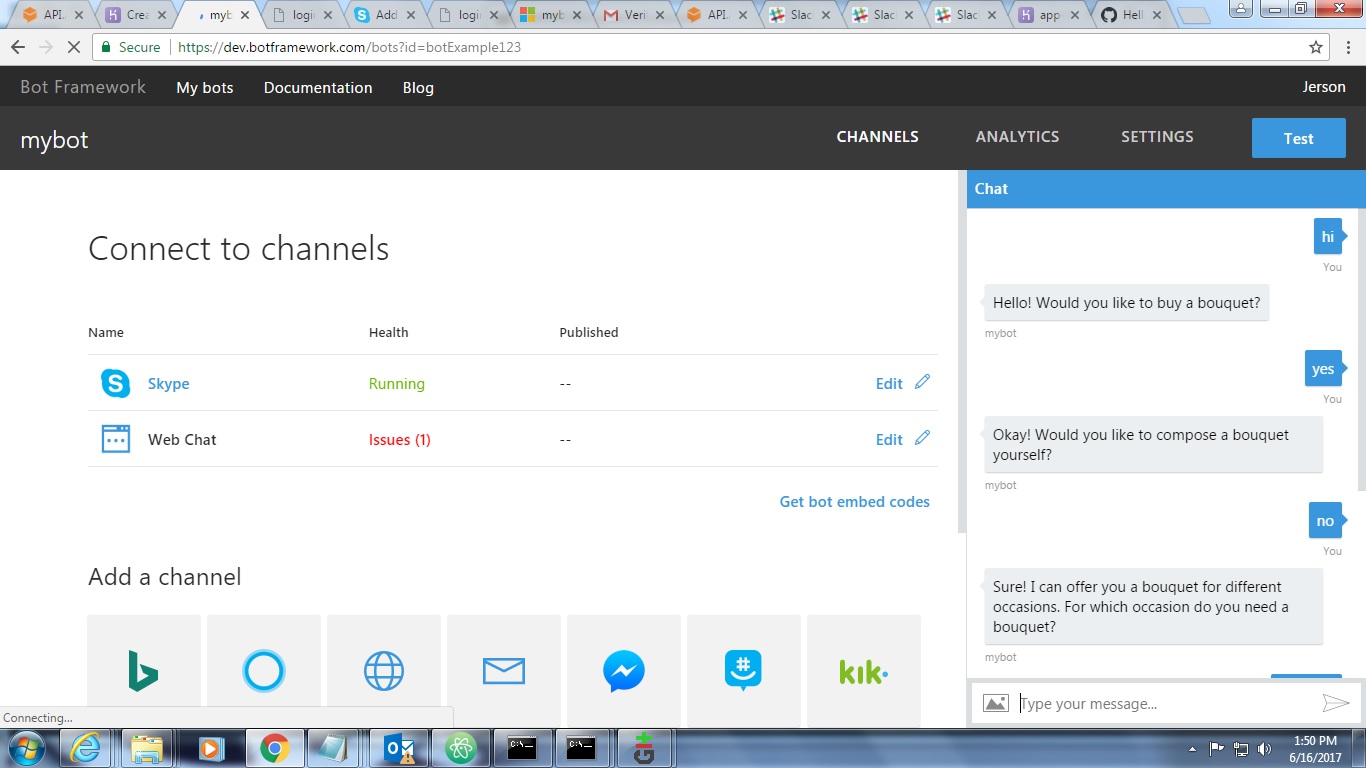 API.
Crea
myb
login
Add
login
myb
Veri
API.
Slac
Slac
Slac
app
Hell
Secure
https://dev.botframework.com/bots?id=botExample123
Bot Framework
My bots
Documentation
Blog
Jerson
mybot
CHANNELS
ANALYTICS
SETTINGS
Test
Connect to channels
Name
Health
Published
Skype
Running
--
Edit
Web Chat
Issues (1)
--
Edit
Get bot embed codes
Add a channel
kik.
Connecting...
Chat
hi
You
Hello! Would you like to buy a bouquet?
mybot
yes
You
Okay! Would you like to compose a bouquet
yourself?
mybot
no
You
Sure! I can offer you a bouquet for different
occasions. For which occasion do you need a
bouquet?
mybot
Type your message...
1:50 PM
6/16/2017